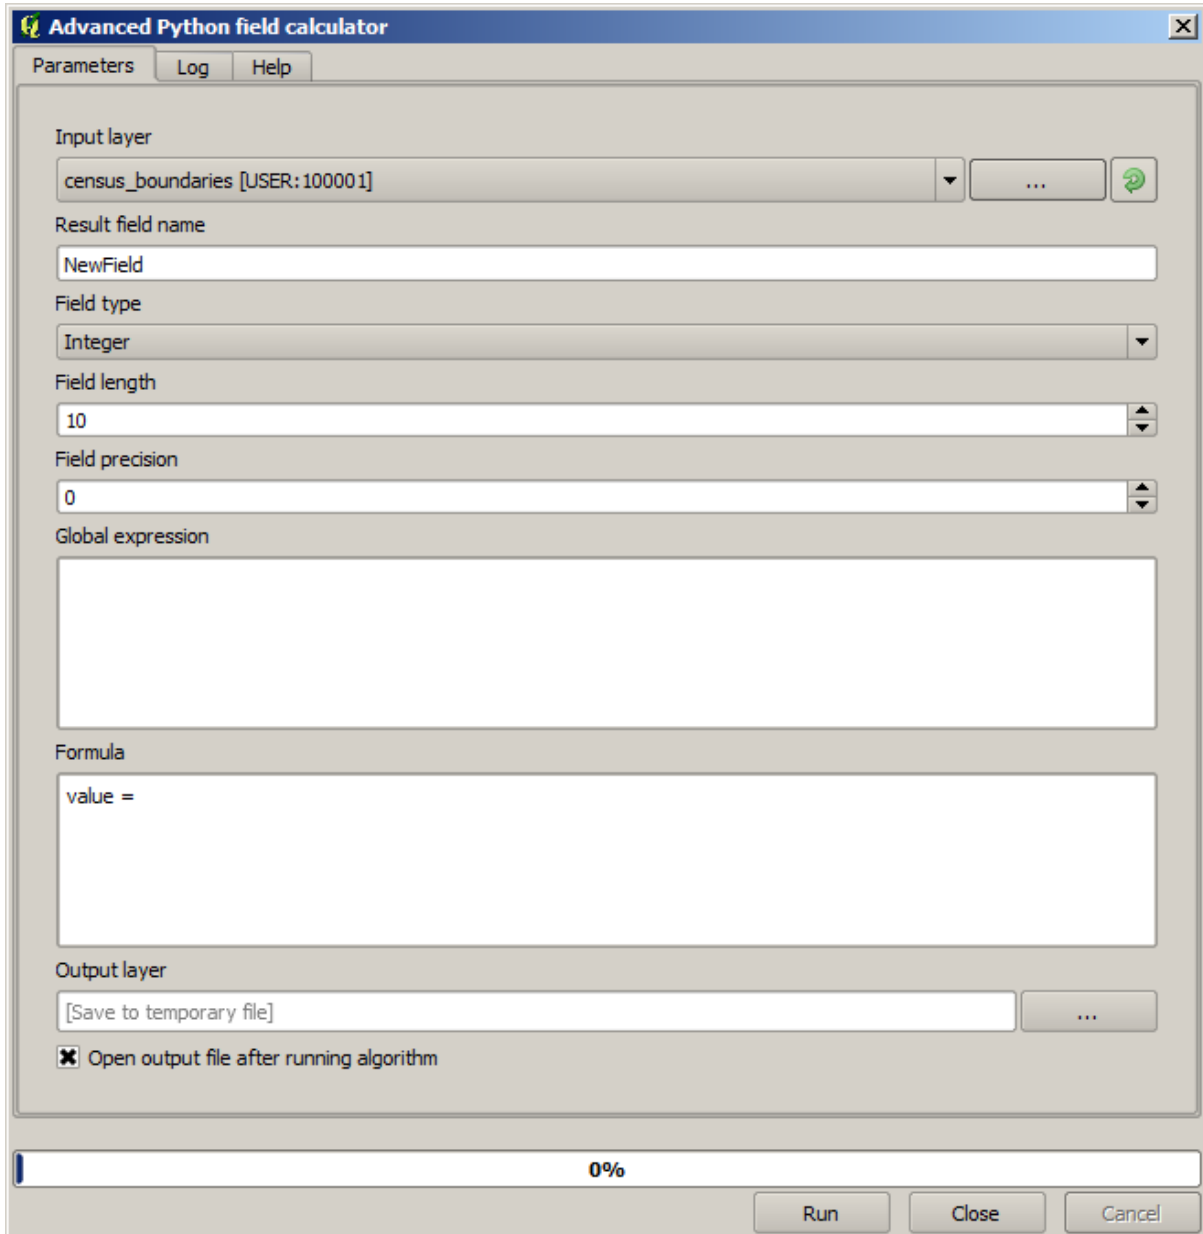 Advanced Python field calculator
Parameters Log Help
Input layer
census_boundaries [USER:100001] ...
Result field name
NewField
Field type
Integer
Field length
10
Field precision
0
Global expression
Formula
value =
Output layer
[Save to temporary file] ...
Open output file after running algorithm
0%
Run Close Cancel